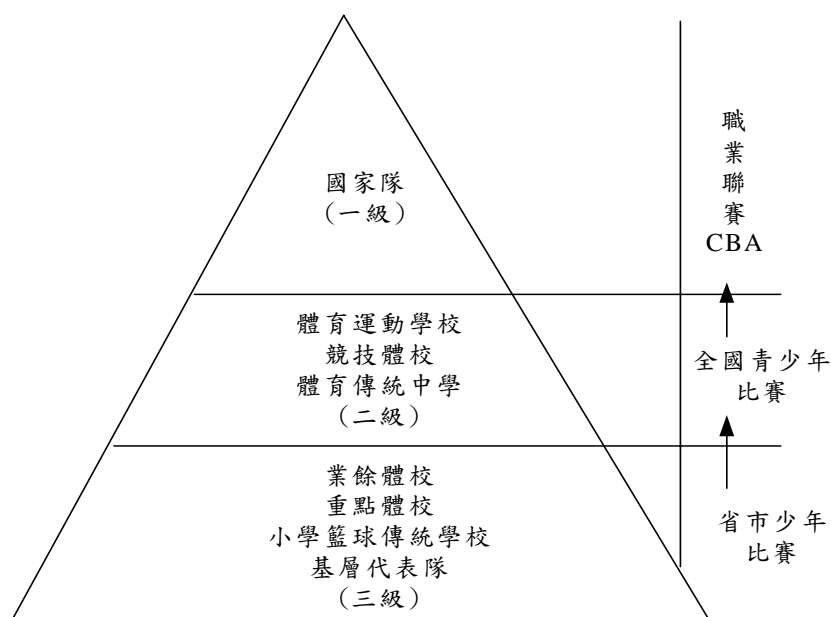 國家隊
(一級)
體育運動學校
競技體校
體育傳統中學
(二級)
業餘體校
重點體校
小學籃球傳統學校
基層代表隊
(三級)
職
業
聯
賽
CBA
全國青少年
比賽
省市少年
比賽